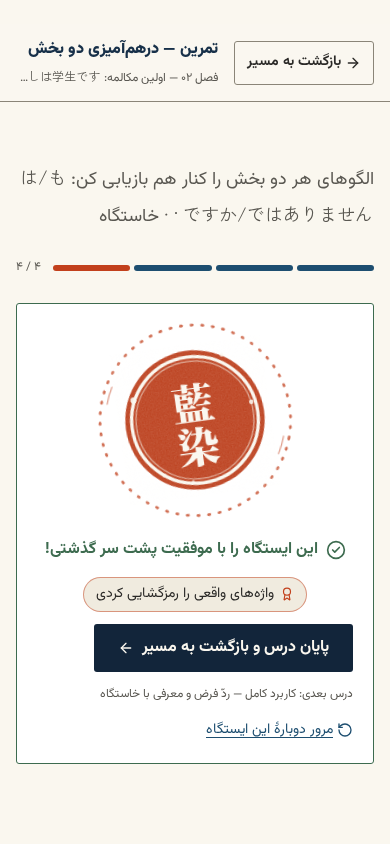 بازگشت به مسیر
تمرین — درهم‌آمیزی دو بخش
فصل ۰۲ — اولین مکالمه: しは学生です…
الگوهای هر دو بخش را کنار هم بازیابی کن: は/も
ですか/ではありません · · خاستگاه
۴ / ۴
藍
染
این ایستگاه را با موفقیت پشت سر گذشتی!
واژه‌های واقعی را رمزگشایی کردی
پایان درس و بازگشت به مسیر
درس بعدی: کاربرد کامل — ردّ فرض و معرفی با خاستگاه
مرور دوبارهٔ این ایستگاه